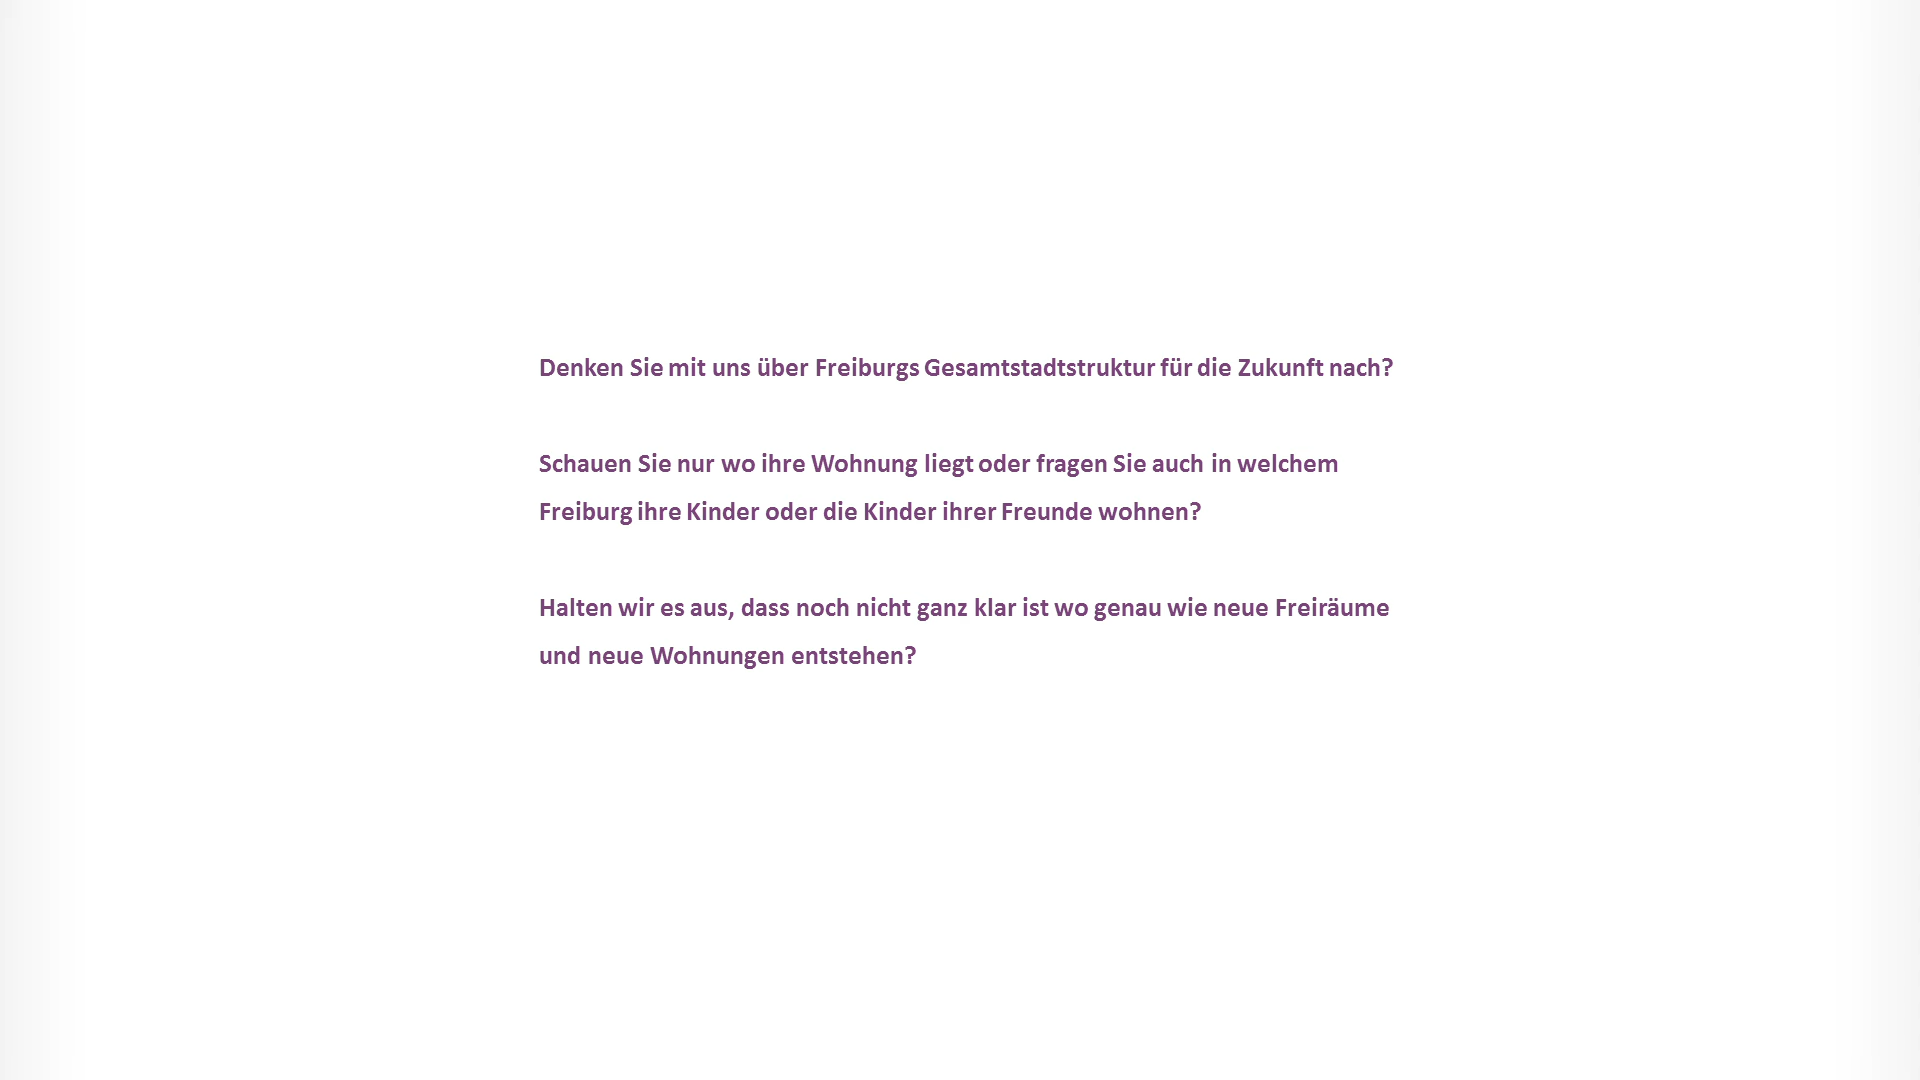 Denken Sie mit uns über Freiburgs Gesamtstadtstruktur für die Zukunft nach?
Schauen Sie nur wo ihre Wohnung liegt oder fragen Sie auch in welchem
Freiburg ihre Kinder oder die Kinder ihrer Freunde wohnen?
Halten wir es aus, dass noch nicht ganz klar ist wo genau wie neue Freiräume
und neue Wohnungen entstehen?